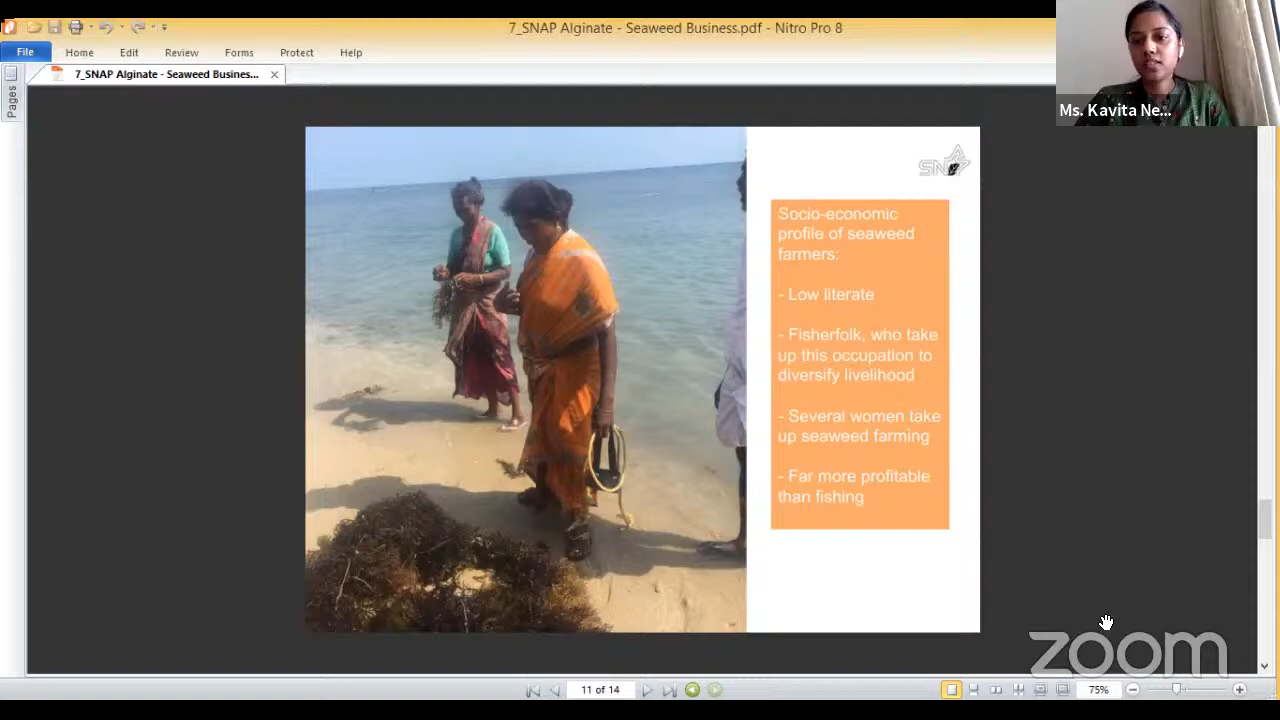 7_SNAP Alginate - Seaweed Business.pdf - Nitro Pro 8
File Home Edit Review Forms Protect Help
7_SNAP Alginate - Seaweed Busines...
Pages
Ms. Kavita Ne...
SNAP
Socio-economic
profile of seaweed
farmers:
- Low literate
- Fisherfolk, who take
up this occupation to
diversify livelihood
- Several women take
up seaweed farming
- Far more profitable
than fishing
zoom
11 of 14
75%